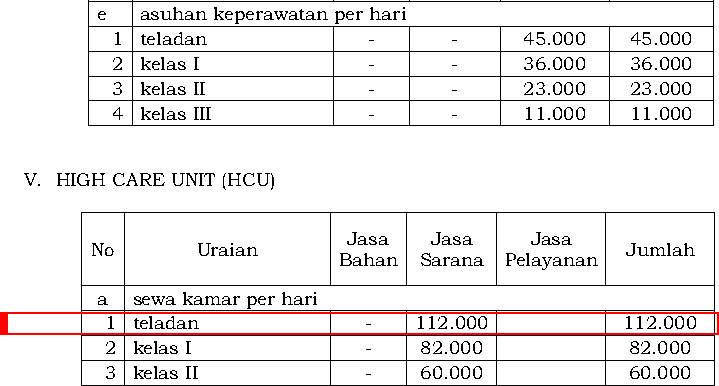 e asuhan keperawatan per hari
1 teladan - - 45.000 45.000
2 kelas I - - 36.000 36.000
3 kelas II - - 23.000 23.000
4 kelas III - - 11.000 11.000
V. HIGH CARE UNIT (HCU)
No Uraian Jasa Bahan Jasa Sarana Jasa Pelayanan Jumlah
a sewa kamar per hari
1 teladan - 112.000 112.000
2 kelas I - 82.000 82.000
3 kelas II - 60.000 60.000